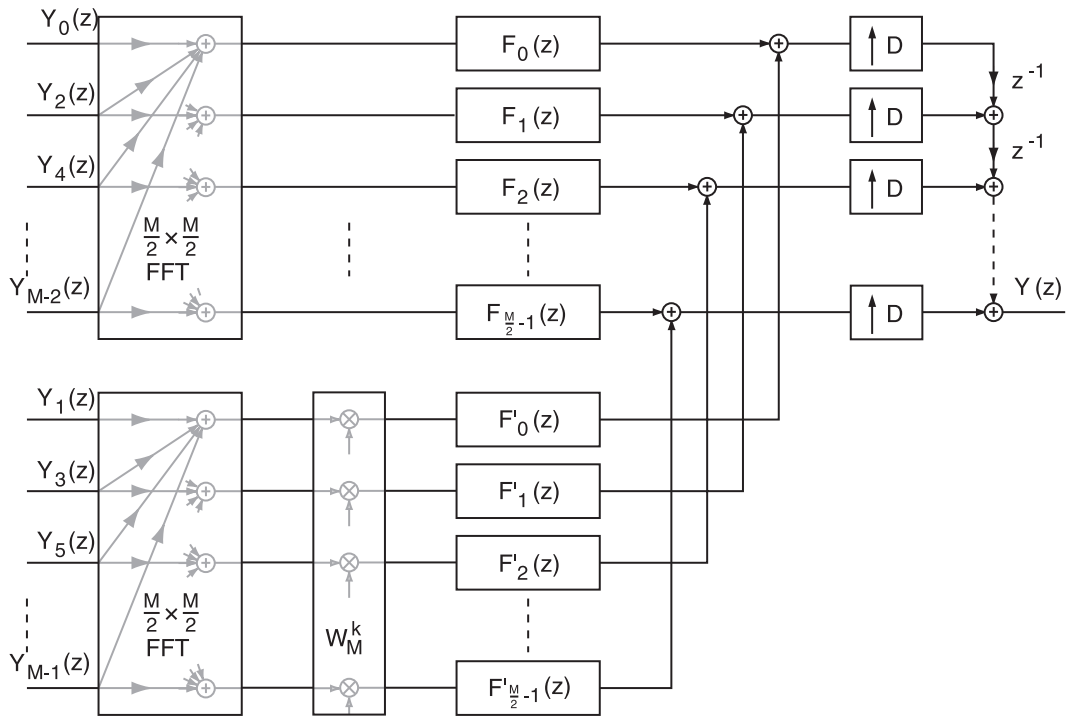 Y0(z) F0(z) D
z-1
Y2(z) F1(z) D
z-1
Y4(z) F2(z) D
M/2 × M/2
FFT
YM-2(z) FM/2-1(z) D Y(z)
Y1(z) F'0(z)
Y3(z) F'1(z)
Y5(z) F'2(z)
M/2 × M/2
FFT
WMk
YM-1(z) F'M/2-1(z)